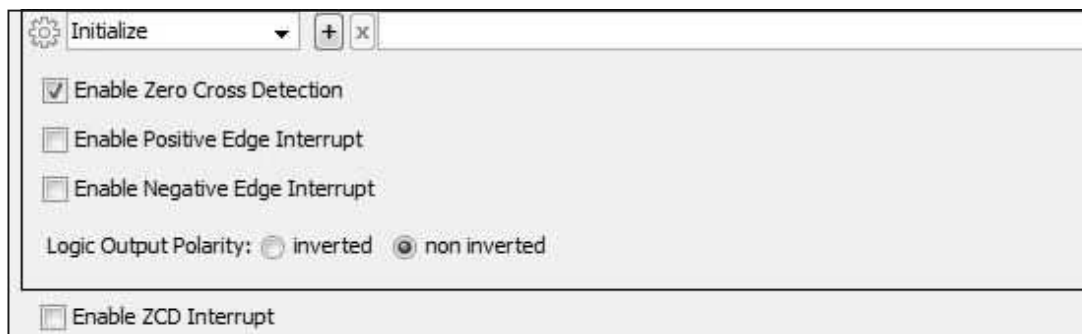 Initialize + x
Enable Zero Cross Detection
Enable Positive Edge Interrupt
Enable Negative Edge Interrupt
Logic Output Polarity: inverted non inverted
Enable ZCD Interrupt